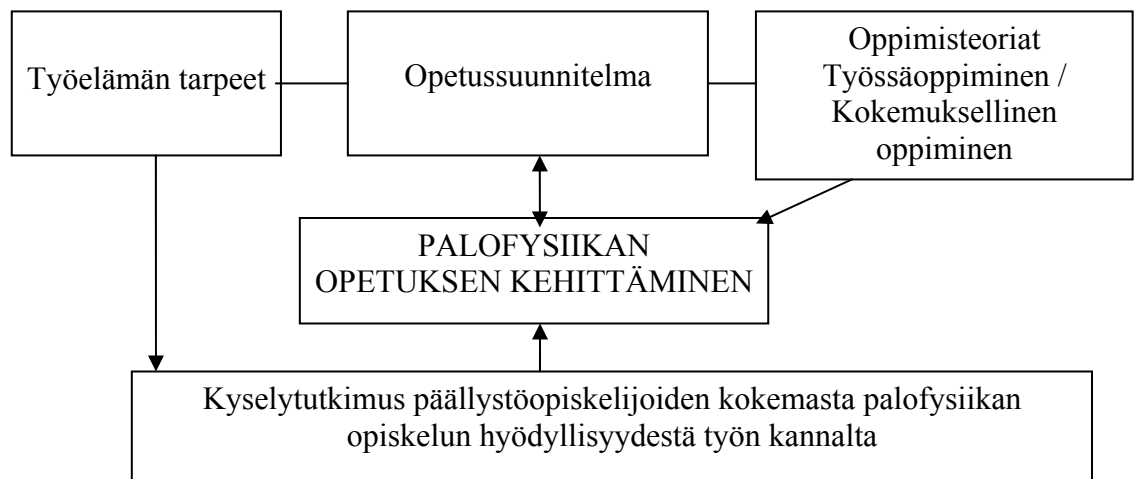 Työelämän tarpeet
Opetussuunnitelma
Oppimisteoriat
Työssäoppiminen /
Kokemuksellinen
oppiminen
PALOFYSIIKAN
OPETUKSEN KEHITTÄMINEN
Kyselytutkimus päällystöopiskelijoiden kokemasta palofysiikan
opiskelun hyödyllisyydestä työn kannalta